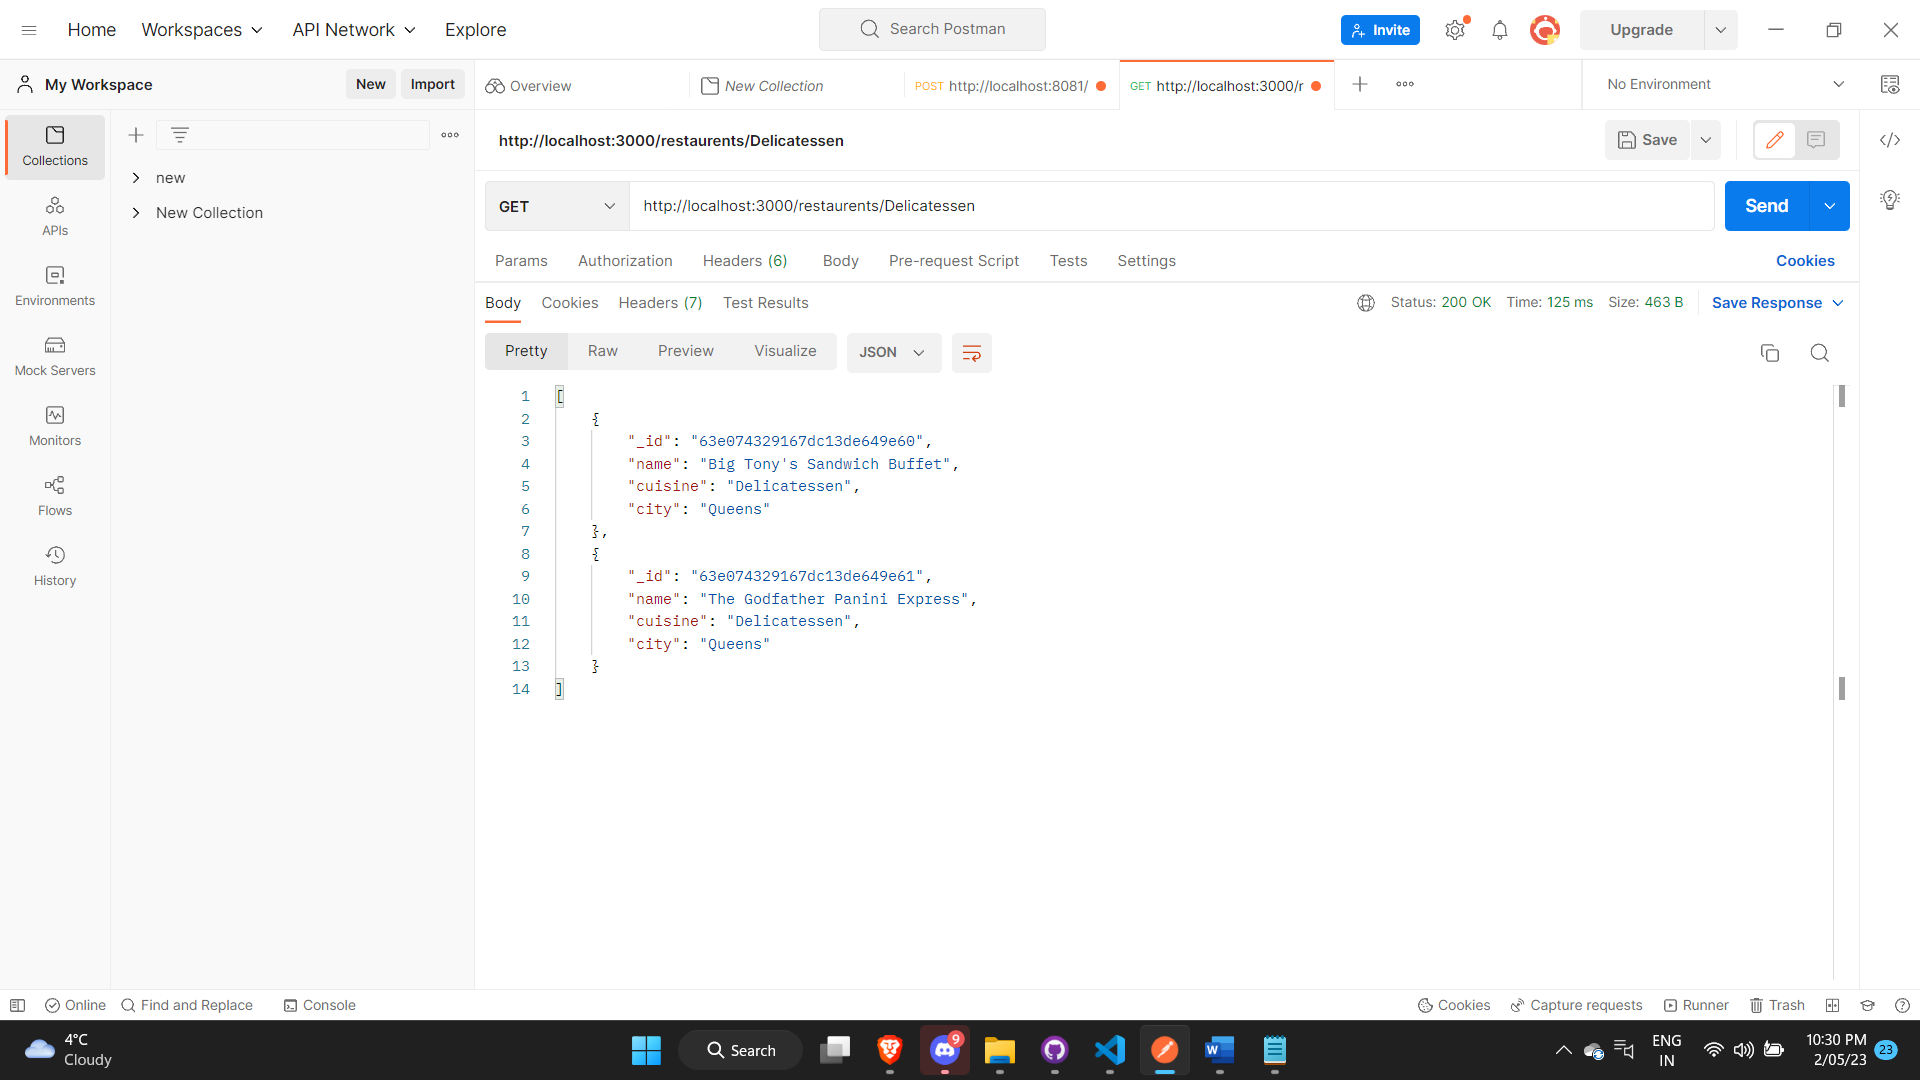 Home Workspaces API Network Explore Search Postman Invite Upgrade
My Workspace New Import Overview New Collection POST http://localhost:8081/ GET http://localhost:3000/r No Environment
Collections
new
New Collection
APIs
Environments
Mock Servers
Monitors
Flows
History
http://localhost:3000/restaurents/Delicatessen Save
GET http://localhost:3000/restaurents/Delicatessen Send
Params Authorization Headers (6) Body Pre-request Script Tests Settings Cookies
Body Cookies Headers (7) Test Results Status: 200 OK Time: 125 ms Size: 463 B Save Response
Pretty Raw Preview Visualize JSON
1 [
2 {
3 "_id": "63e074329167dc13de649e60",
4 "name": "Big Tony's Sandwich Buffet",
5 "cuisine": "Delicatessen",
6 "city": "Queens"
7 },
8 {
9 "_id": "63e074329167dc13de649e61",
10 "name": "The Godfather Panini Express",
11 "cuisine": "Delicatessen",
12 "city": "Queens"
13 }
14 ]
Online Find and Replace Console Cookies Capture requests Runner Trash
4°C
Cloudy
Search
9
ENG
IN
10:30 PM
2/05/23
23